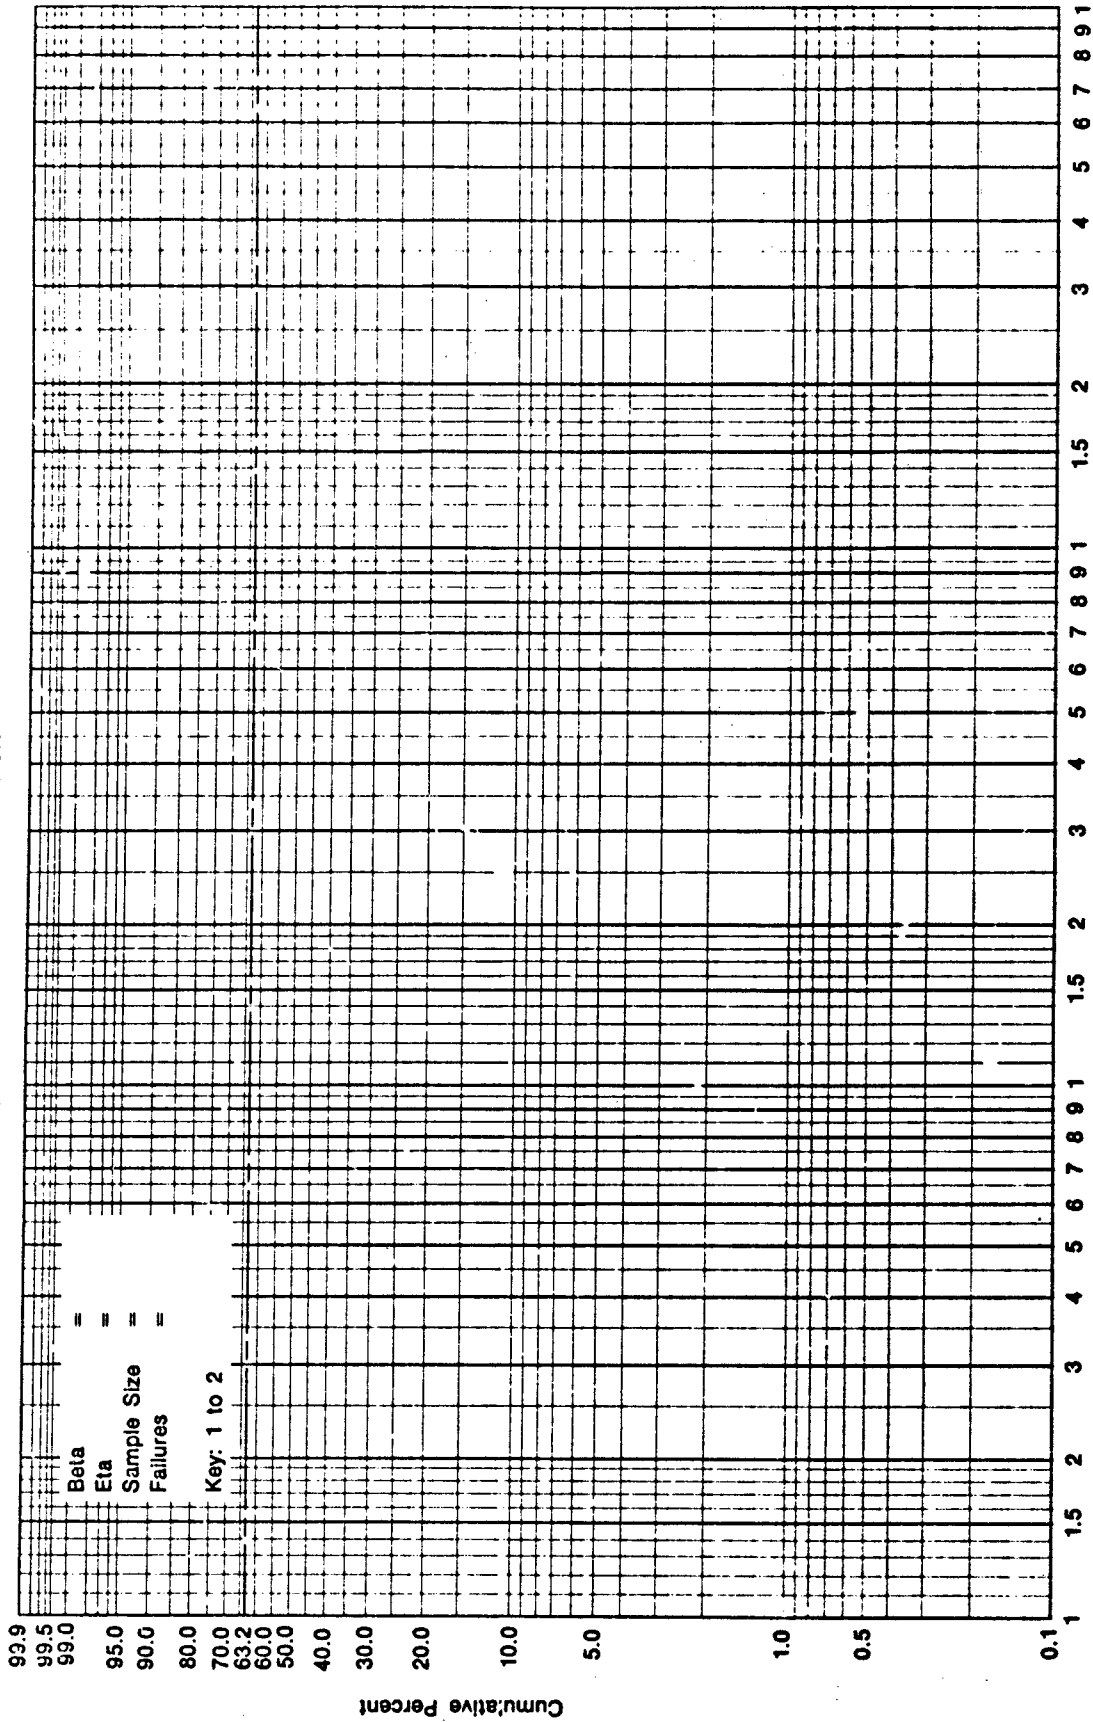 99.9
99.5
99.0
95.0
90.0
80.0
70.0
63.2
60.0
50.0
40.0
30.0
20.0
10.0
5.0
1.0
0.5
0.1
Cumulative Percent
Beta =
Eta =
Sample Size =
Failures =
Key: 1 to 2
1 1.5 2 3 4 5 6 7 8 9 1 1.5 2 3 4 5 6 7 8 9 1 1.5 2 3 4 5 6 7 8 9 1